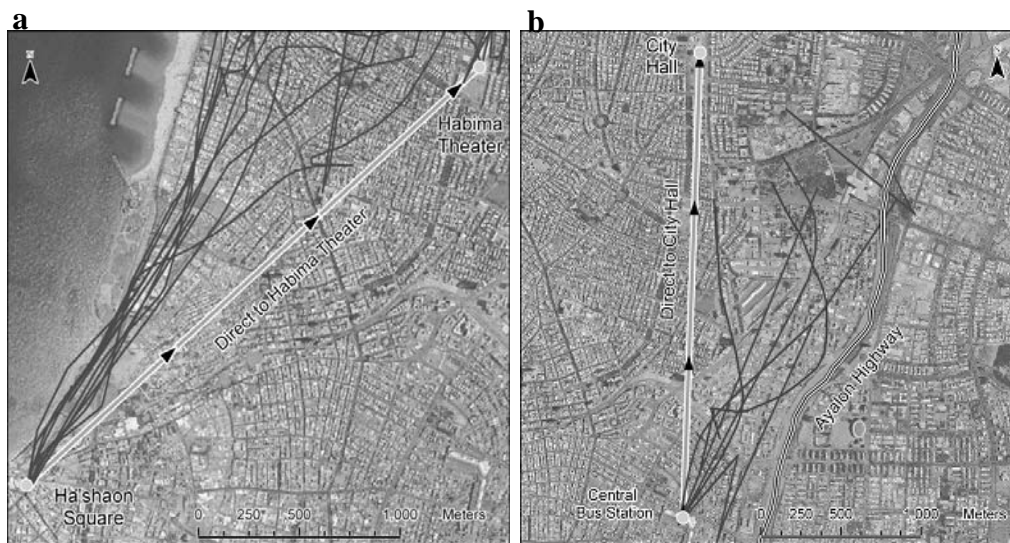 a
N
Habima
Theater
Direct to Habima Theater
Ha'shaon
Square
0 250 500 1,000 Meters
b
City
Hall
Direct to City Hall
Ayalon Highway
Central
Bus Station
0 250 500 1,000 Meters